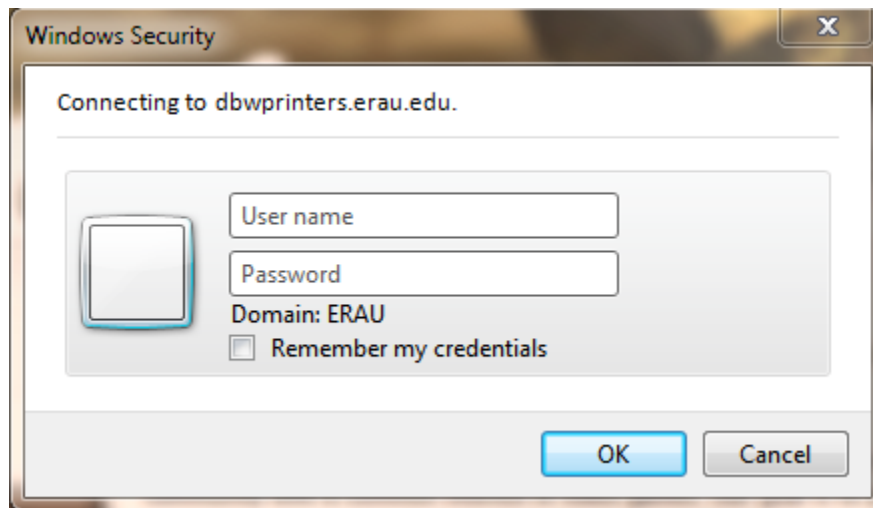 Windows Security
X
Connecting to dbwprinters.erau.edu.
User name
Password
Domain: ERAU
Remember my credentials
OK
Cancel